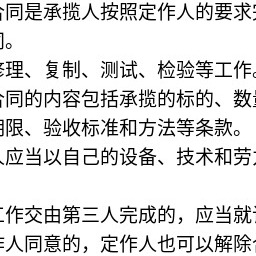 合同是承揽人按照定作人的要求
同。
修理、复制、测试、检验等工作。
合同的内容包括承揽的标的、数
期限、验收标准和方法等条款。
人应当以自己的设备、技术和劳
工作交由第三人完成的，应当就
作人同意的，定作人也可以解除